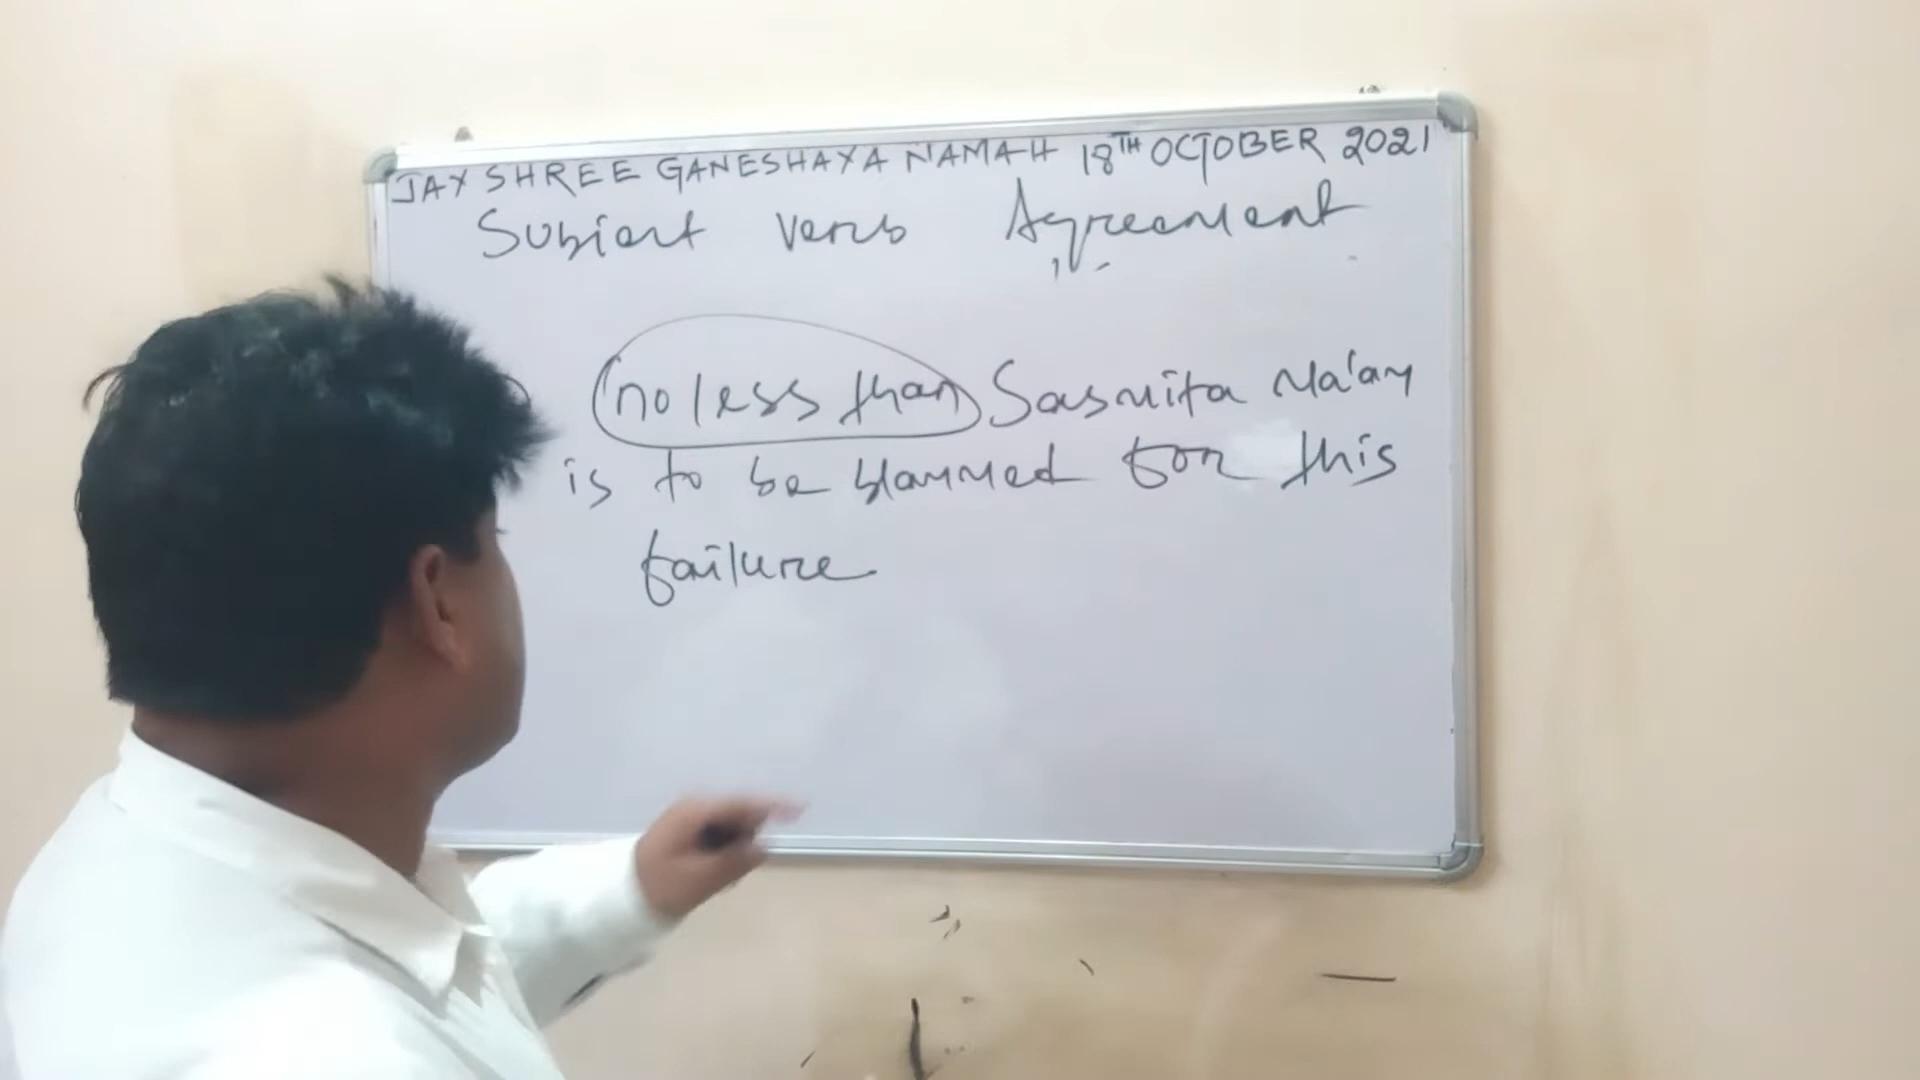 JAY SHREE GANESHAYA NAMAH 18TH OCTOBER 2021
Subject Verb Agreement
no less than Sasmita Ma'am
is to be blammed for this
failure